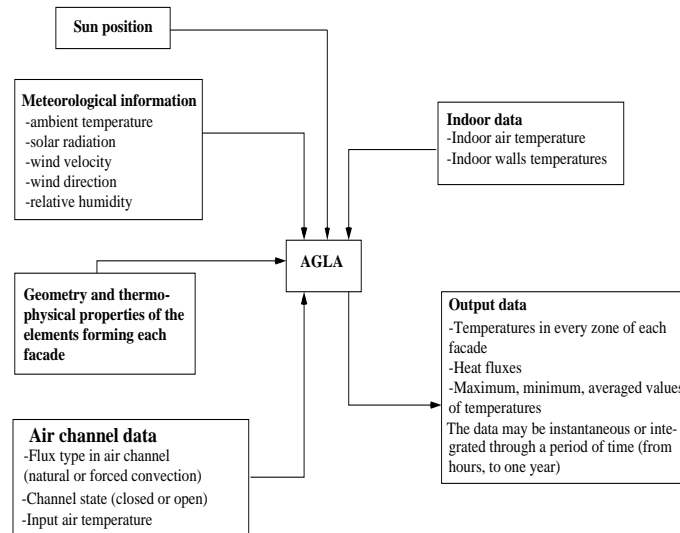 Sun position
Meteorological information
-ambient temperature
-solar radiation
-wind velocity
-wind direction
-relative humidity
Indoor data
-Indoor air temperature
-Indoor walls temperatures
AGLA
Geometry and thermo-
physical properties of the
elements forming each
facade
Output data
-Temperatures in every zone of each
facade
-Heat fluxes
-Maximum, minimum, averaged values
of temperatures
The data may be instantaneous or inte-
grated through a period of time (from
hours, to one year)
Air channel data
-Flux type in air channel
(natural or forced convection)
-Channel state (closed or open)
-Input air temperature